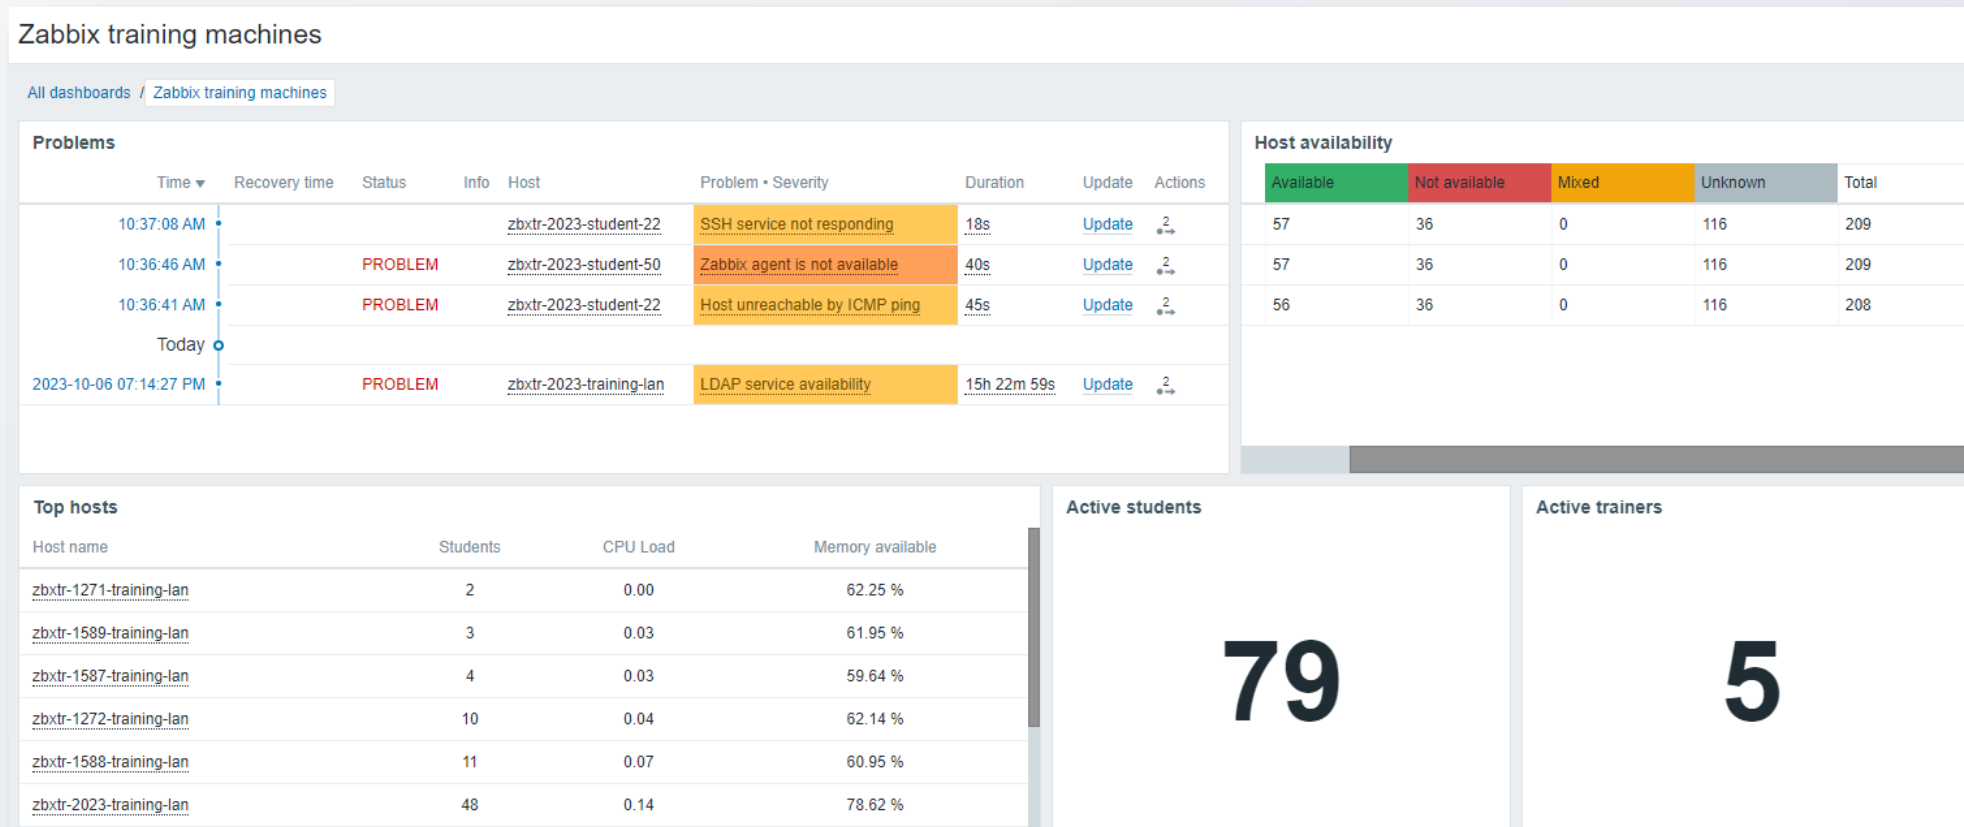 Zabbix training machines
All dashboards / Zabbix training machines
Problems
Time ▼ Recovery time Status Info Host Problem • Severity Duration Update Actions
10:37:08 AM zbxtr-2023-student-22 SSH service not responding 18s Update 2
10:36:46 AM PROBLEM zbxtr-2023-student-50 Zabbix agent is not available 40s Update 2
10:36:41 AM PROBLEM zbxtr-2023-student-22 Host unreachable by ICMP ping 45s Update 2
Today
2023-10-06 07:14:27 PM PROBLEM zbxtr-2023-training-lan LDAP service availability 15h 22m 59s Update 2
Host availability
Available Not available Mixed Unknown Total
57 36 0 116 209
57 36 0 116 209
56 36 0 116 208
Top hosts
Host name Students CPU Load Memory available
zbxtr-1271-training-lan 2 0.00 62.25 %
zbxtr-1589-training-lan 3 0.03 61.95 %
zbxtr-1587-training-lan 4 0.03 59.64 %
zbxtr-1272-training-lan 10 0.04 62.14 %
zbxtr-1588-training-lan 11 0.07 60.95 %
zbxtr-2023-training-lan 48 0.14 78.62 %
Active students
79
Active trainers
5